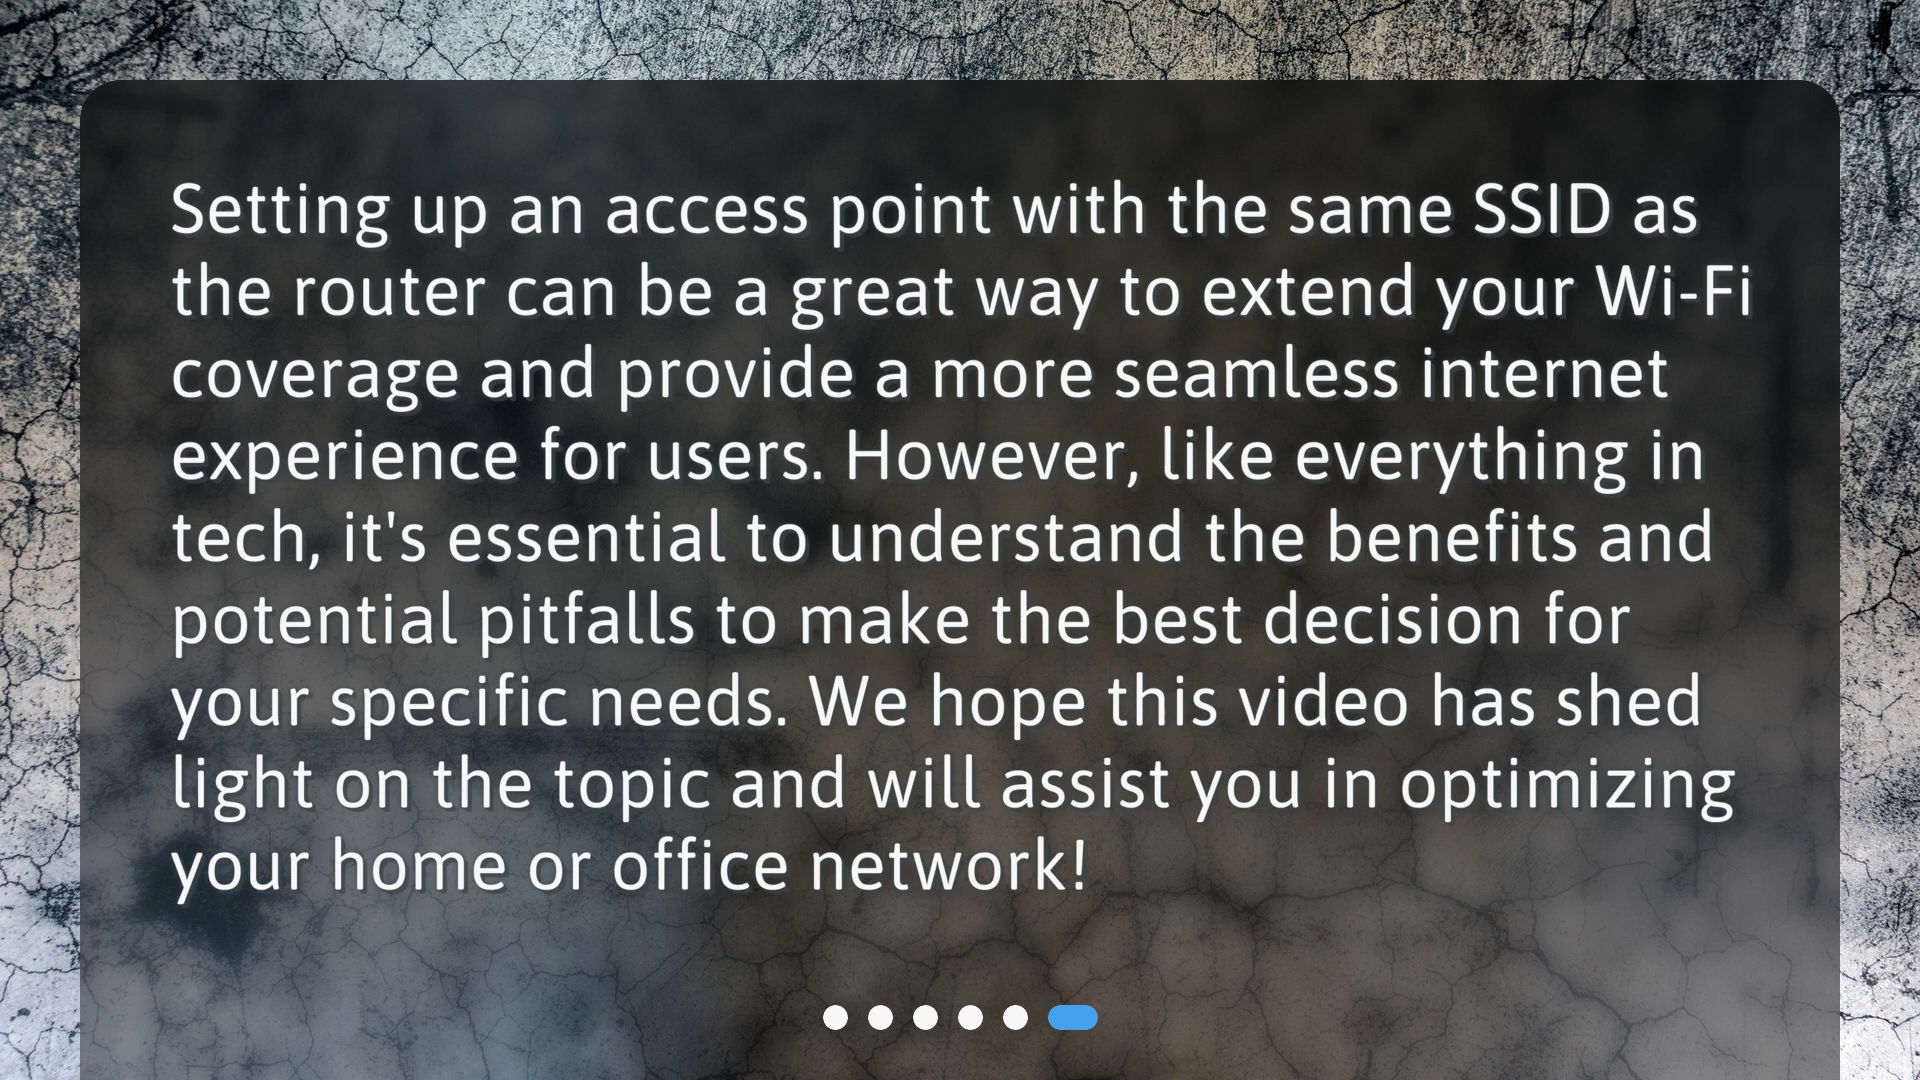 Setting up an access point with the same SSID as
the router can be a great way to extend your Wi-Fi
coverage and provide a more seamless internet
experience for users. However, like everything in
tech, it's essential to understand the benefits and
potential pitfalls to make the best decision for
your specific needs. We hope this video has shed
light on the topic and will assist you in optimizing
your home or office network!